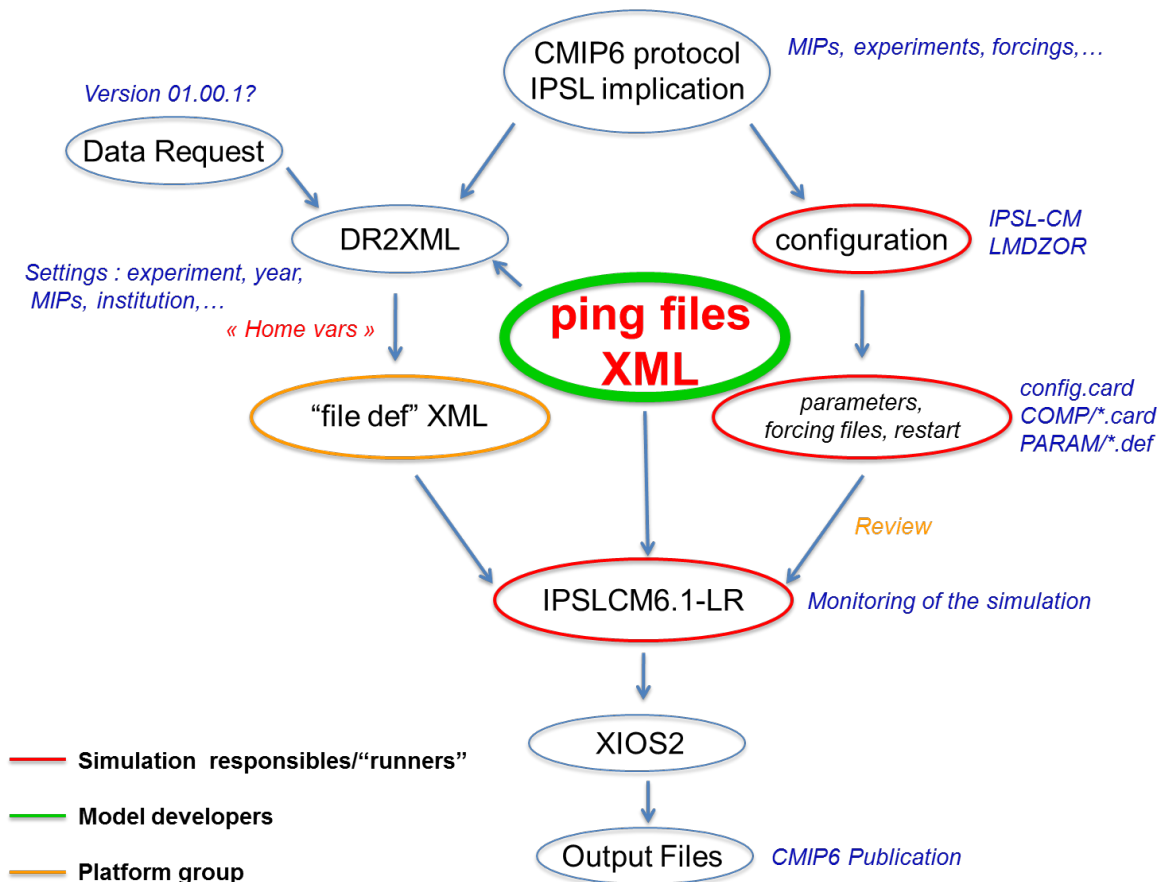 CMIP6 protocol
IPSL implication
MIPs, experiments, forcings,…
Version 01.00.1?
Data Request
DR2XML
configuration
IPSL-CM
LMDZOR
Settings : experiment, year,
MIPs, institution,…
« Home vars »
ping files
XML
“file def” XML
parameters,
forcing files, restart
config.card
COMP/*.card
PARAM/*.def
Review
IPSLCM6.1-LR
Monitoring of the simulation
XIOS2
Simulation responsibles/“runners”
Model developers
Output Files
CMIP6 Publication
Platform group